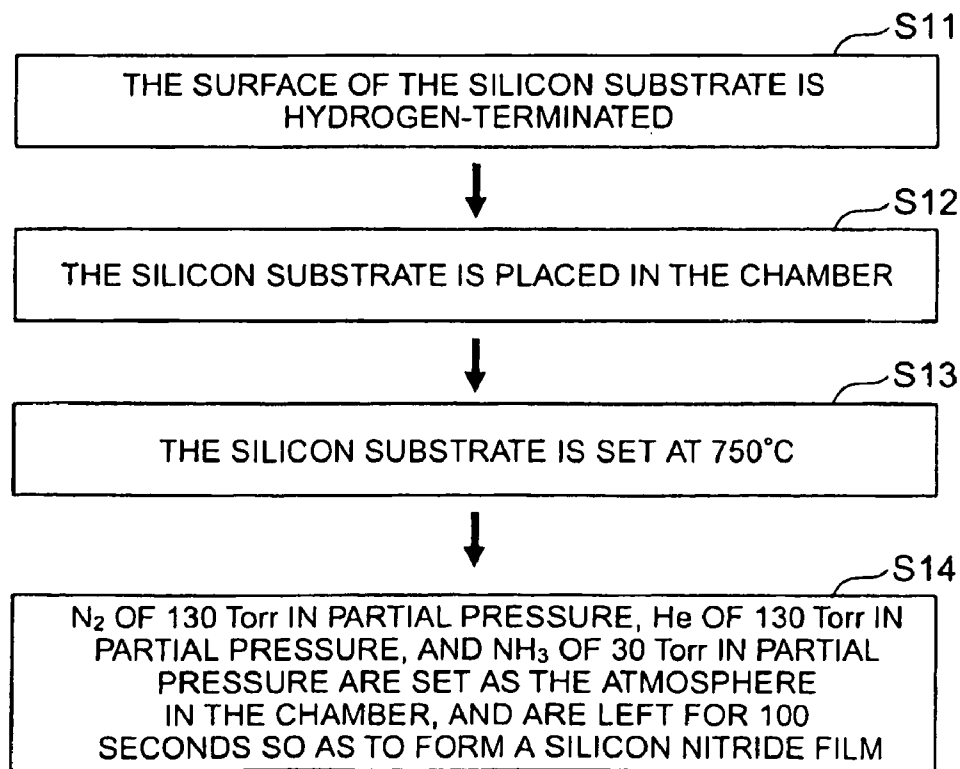 S11
THE SURFACE OF THE SILICON SUBSTRATE IS
HYDROGEN-TERMINATED
S12
THE SILICON SUBSTRATE IS PLACED IN THE CHAMBER
S13
THE SILICON SUBSTRATE IS SET AT 750°C
S14
N₂ OF 130 Torr IN PARTIAL PRESSURE, He OF 130 Torr IN
PARTIAL PRESSURE, AND NH₃ OF 30 Torr IN PARTIAL
PRESSURE ARE SET AS THE ATMOSPHERE
IN THE CHAMBER, AND ARE LEFT FOR 100
SECONDS SO AS TO FORM A SILICON NITRIDE FILM